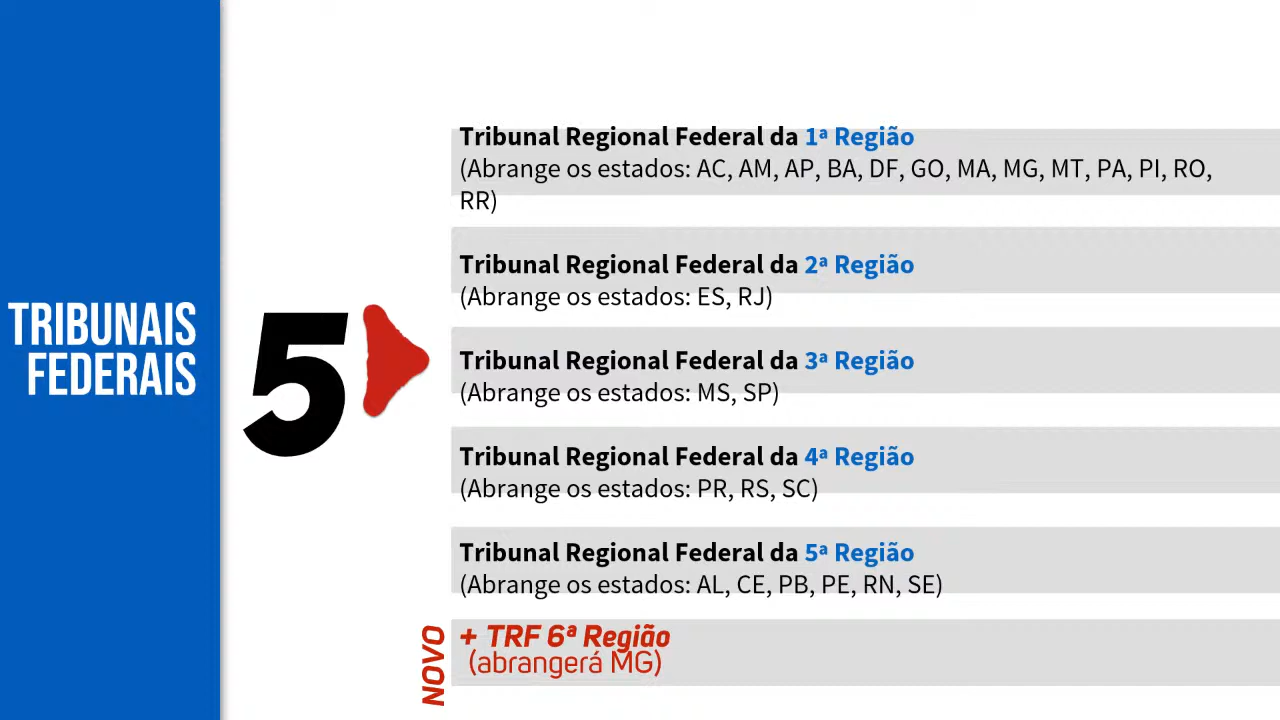 TRIBUNAIS
FEDERAIS
5
Tribunal Regional Federal da 1ª Região
(Abrange os estados: AC, AM, AP, BA, DF, GO, MA, MG, MT, PA, PI, RO,
RR)
Tribunal Regional Federal da 2ª Região
(Abrange os estados: ES, RJ)
Tribunal Regional Federal da 3ª Região
(Abrange os estados: MS, SP)
Tribunal Regional Federal da 4ª Região
(Abrange os estados: PR, RS, SC)
Tribunal Regional Federal da 5ª Região
(Abrange os estados: AL, CE, PB, PE, RN, SE)
NOVO
+ TRF 6ª Região
(abrangerá MG)